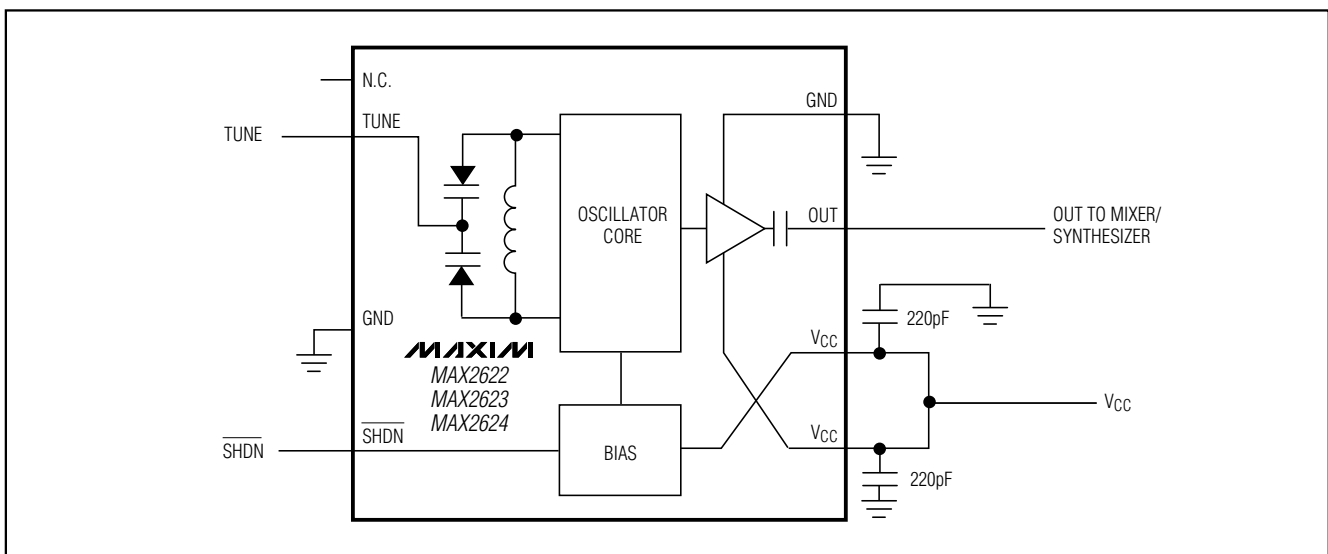 N.C.
GND
TUNE
TUNE
OUT
OSCILLATOR
CORE
OUT TO MIXER/
SYNTHESIZER
220pF
GND
MAXIM
MAX2622
MAX2623
MAX2624
VCC
VCC
SHDN
SHDN
BIAS
VCC
220pF